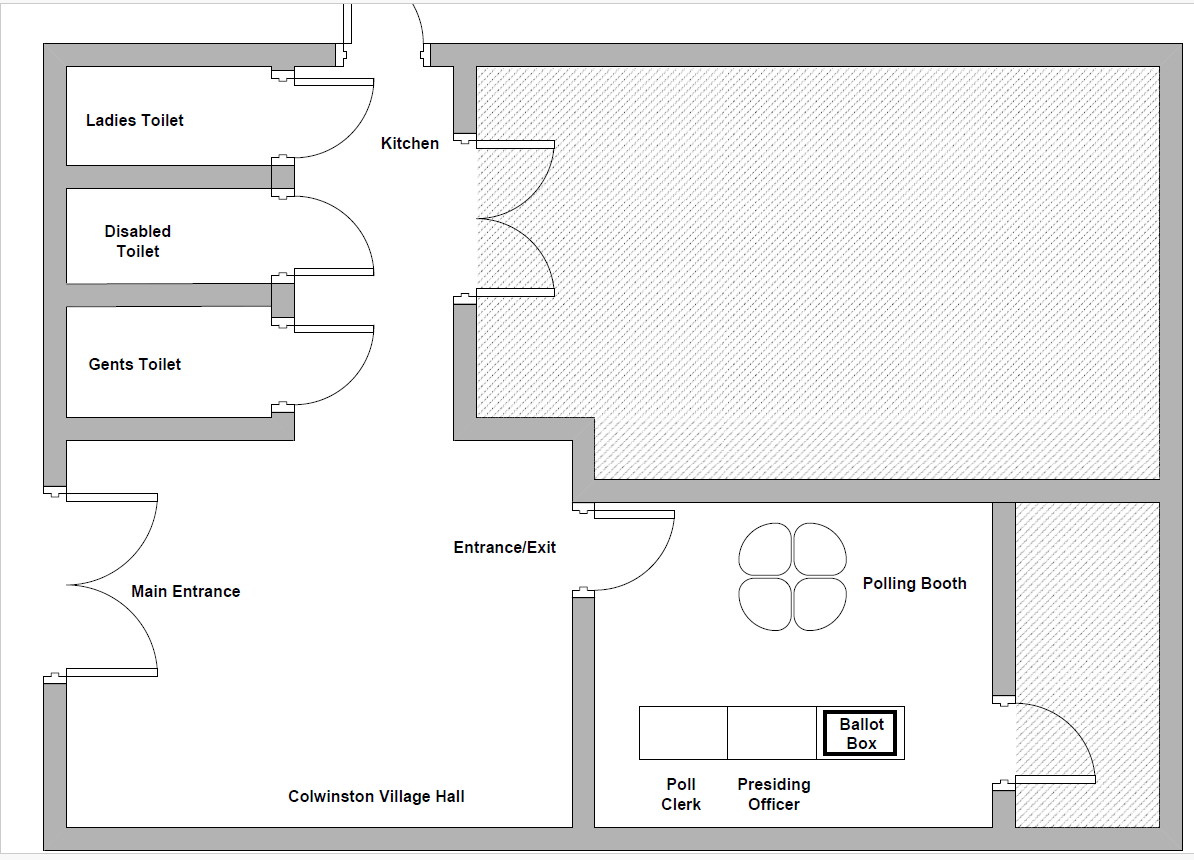 Ladies Toilet
Kitchen
Disabled
Toilet
Gents Toilet
Entrance/Exit
Polling Booth
Main Entrance
Ballot
Box
Poll
Clerk
Presiding
Officer
Colwinston Village Hall